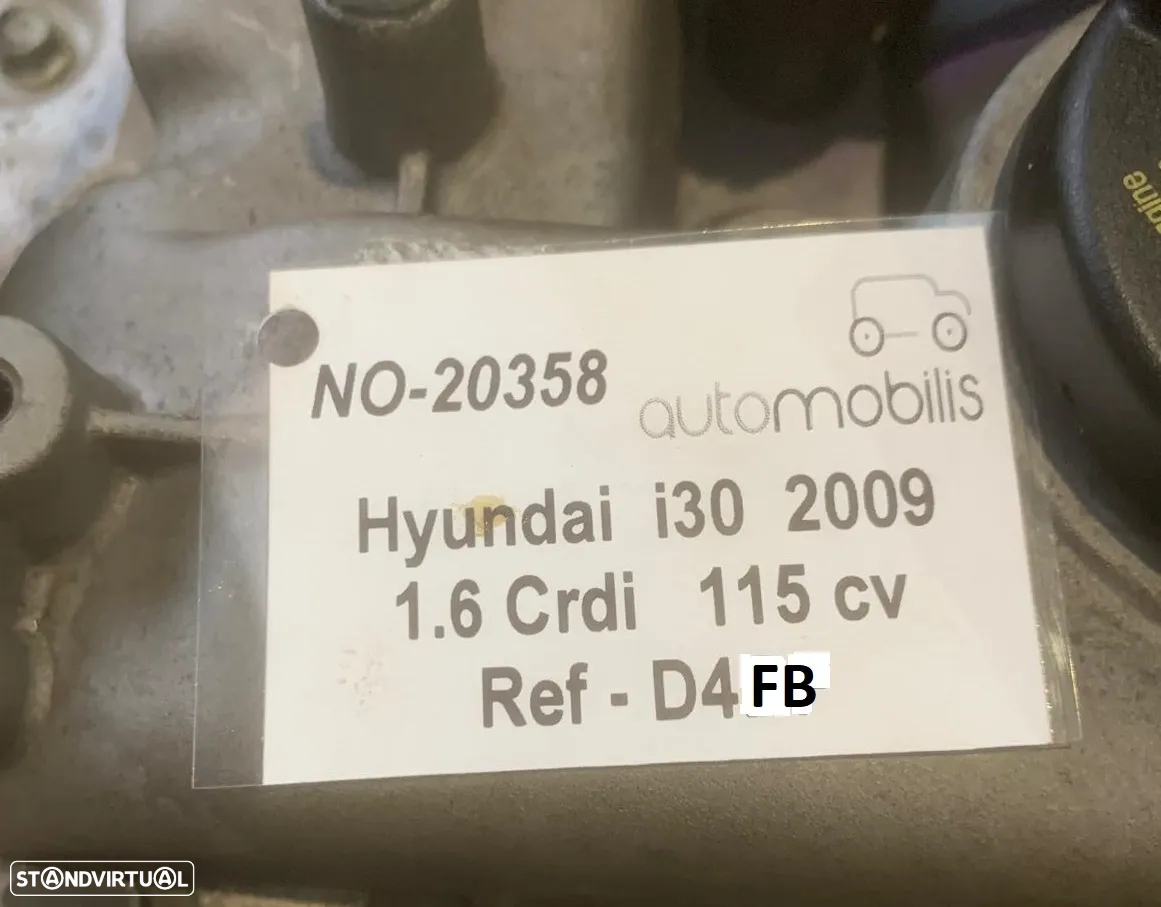 NO-20358
automobilis
Hyundai i30 2009
1.6 Crdi 115 cv
Ref - D4FB
STANDVIRTUAL